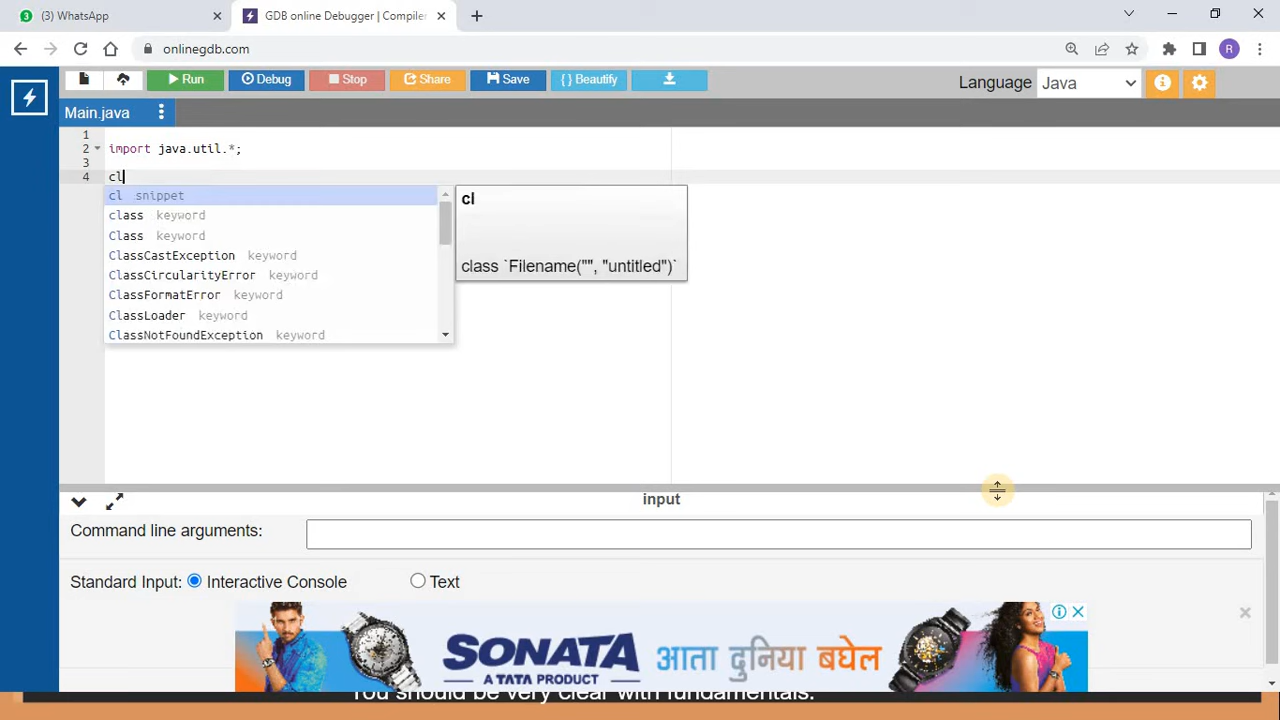 3 (3) WhatsApp × GDB online Debugger | Compiler × +
onlinegdb.com R
Run Debug Stop Share Save { } Beautify Language Java
Main.java
1
2 import java.util.*;
3
4 cl
cl snippet
class keyword
Class keyword
ClassCastException keyword
ClassCircularityError keyword
ClassFormatError keyword
ClassLoader keyword
ClassNotFoundException keyword
cl
class `Filename("", "untitled")`
input
Command line arguments:
Standard Input: Interactive Console Text
SONATA
A TATA PRODUCT
आता दुनिया बघेल
You should be very clear with fundamentals.